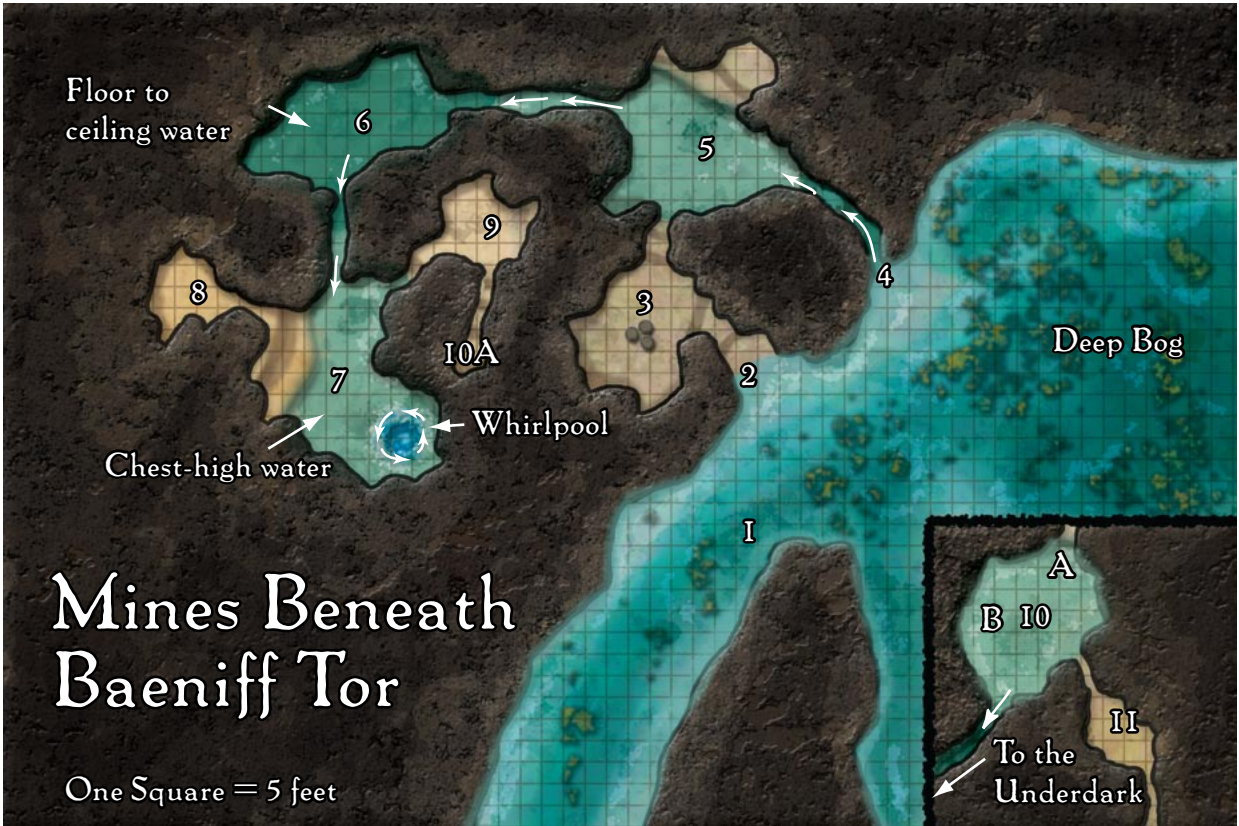 Floor to
ceiling water
6
5
9
4
8
3
Deep Bog
10A
7
2
Whirlpool
Chest-high water
1
A
B 10
Mines Beneath
Baeniff Tor
11
To the
Underdark
One Square = 5 feet